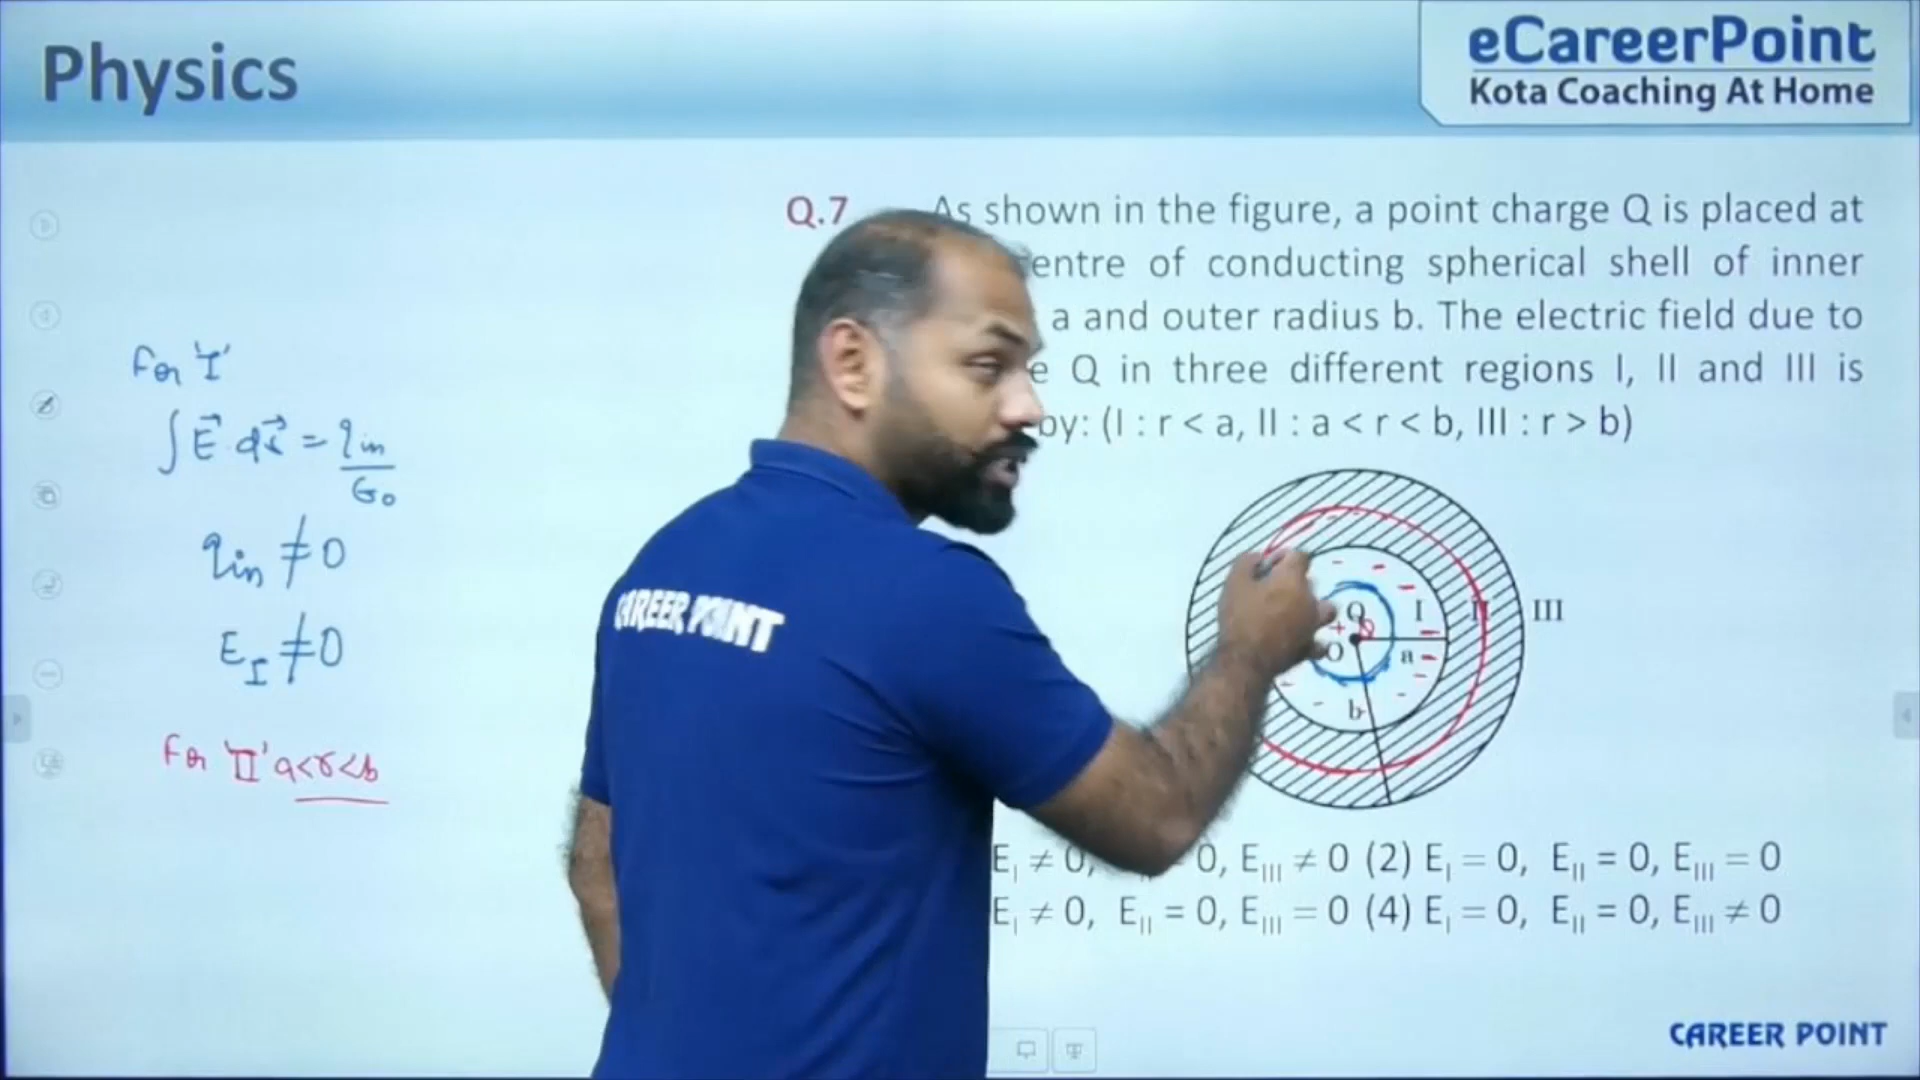 Physics
eCareerPoint
Kota Coaching At Home
Q.7 As shown in the figure, a point charge Q is placed at
entre of conducting spherical shell of inner
a and outer radius b. The electric field due to
e Q in three different regions I, II and III is
by: (I : r < a, II : a < r < b, III : r > b)
For 'I'
∫ E⃗ . ds⃗ = qin / ε0
qin ≠ 0
EI ≠ 0
For 'II' a<r<b
CAREER POINT
Q
I
II
III
O
a
b
EI ≠ 0, 0, EIII ≠ 0 (2) EI = 0, EII = 0, EIII = 0
EI ≠ 0, EII = 0, EIII = 0 (4) EI = 0, EII = 0, EIII ≠ 0
CAREER POINT